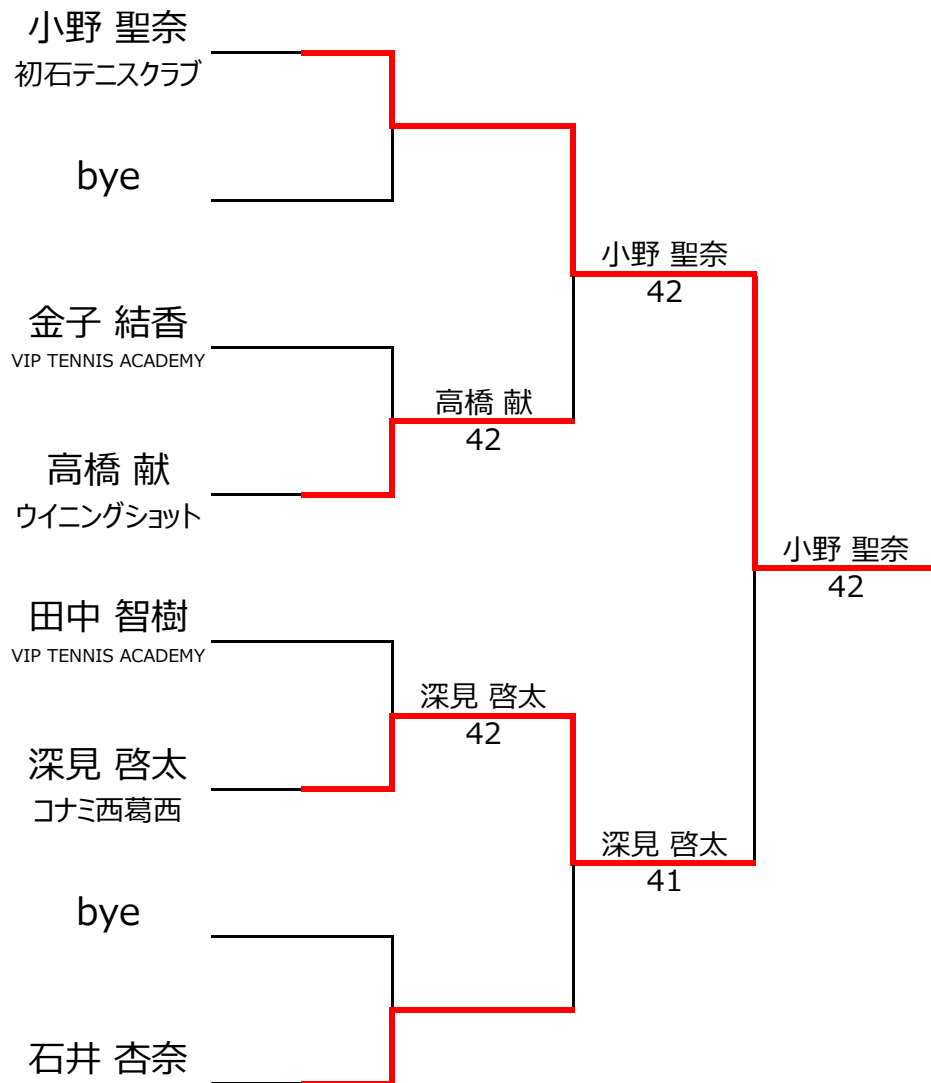 小野 聖奈
初石テニスクラブ
bye
金子 結香
VIP TENNIS ACADEMY
高橋 献
ウイニングショット
田中 智樹
VIP TENNIS ACADEMY
深見 啓太
コナミ西葛西
bye
石井 杏奈
高橋 献
42
深見 啓太
42
小野 聖奈
42
深見 啓太
41
小野 聖奈
42